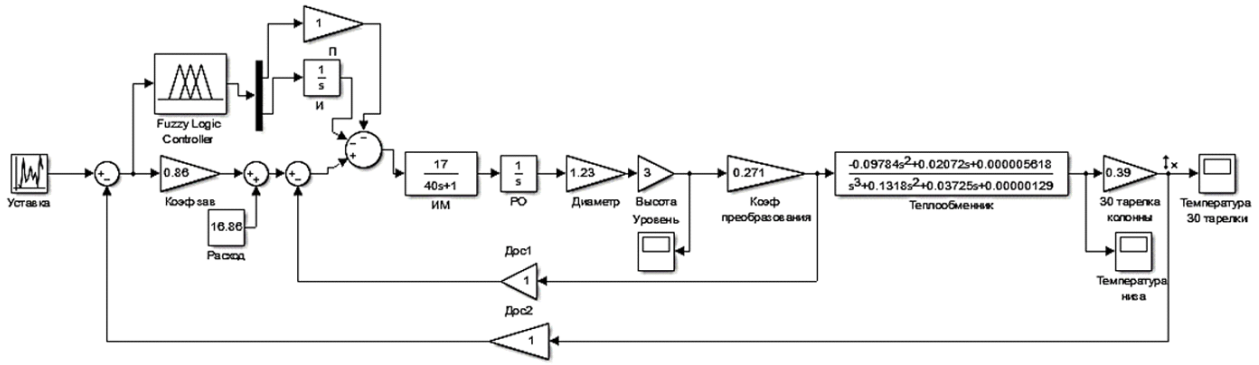 1
П
1
s
И
Fuzzy Logic
Controller
Уставка
+
−
0.86
Коэф зав
+
+
16.86
Расход
+
−
−
−
+
17
40s+1
ИМ
1
s
РО
1.23
Диаметр
3
Высота
Уровень
0.271
Коэф
преобразования
-0.09784s²+0.02072s+0.000005618
s³+0.1318s²+0.03725s+0.00000129
Теплообменник
0.39
30 тарелка
колонны
x
Температура
30 тарелки
Температура
низа
Дрс1
1
Дрс2
1